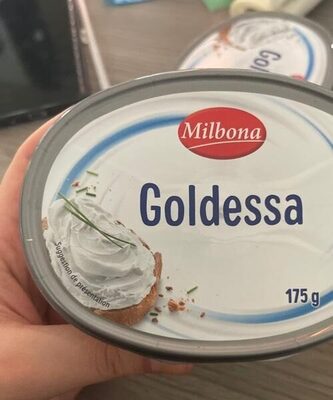 Milbona
Goldessa
175 g
Suggestion de présentation